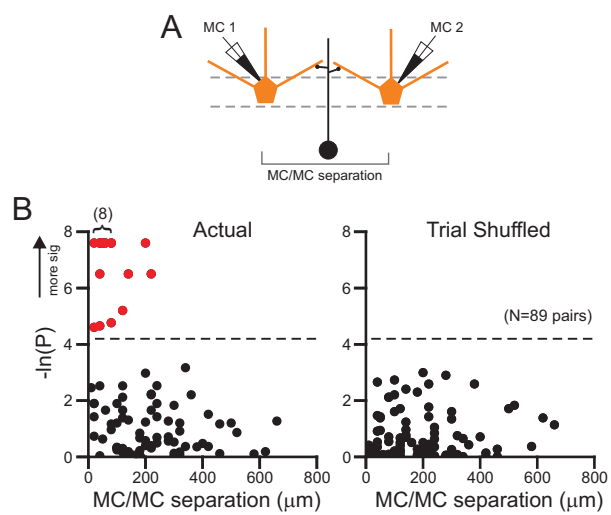 A
MC 1
MC 2
MC/MC separation
B
(8)
Actual
Trial Shuffled
more sig
(N=89 pairs)
-ln(P)
8
6
4
2
0
0
200
400
600
800
MC/MC separation (μm)
8
6
4
2
0
0
200
400
600
800
MC/MC separation (μm)